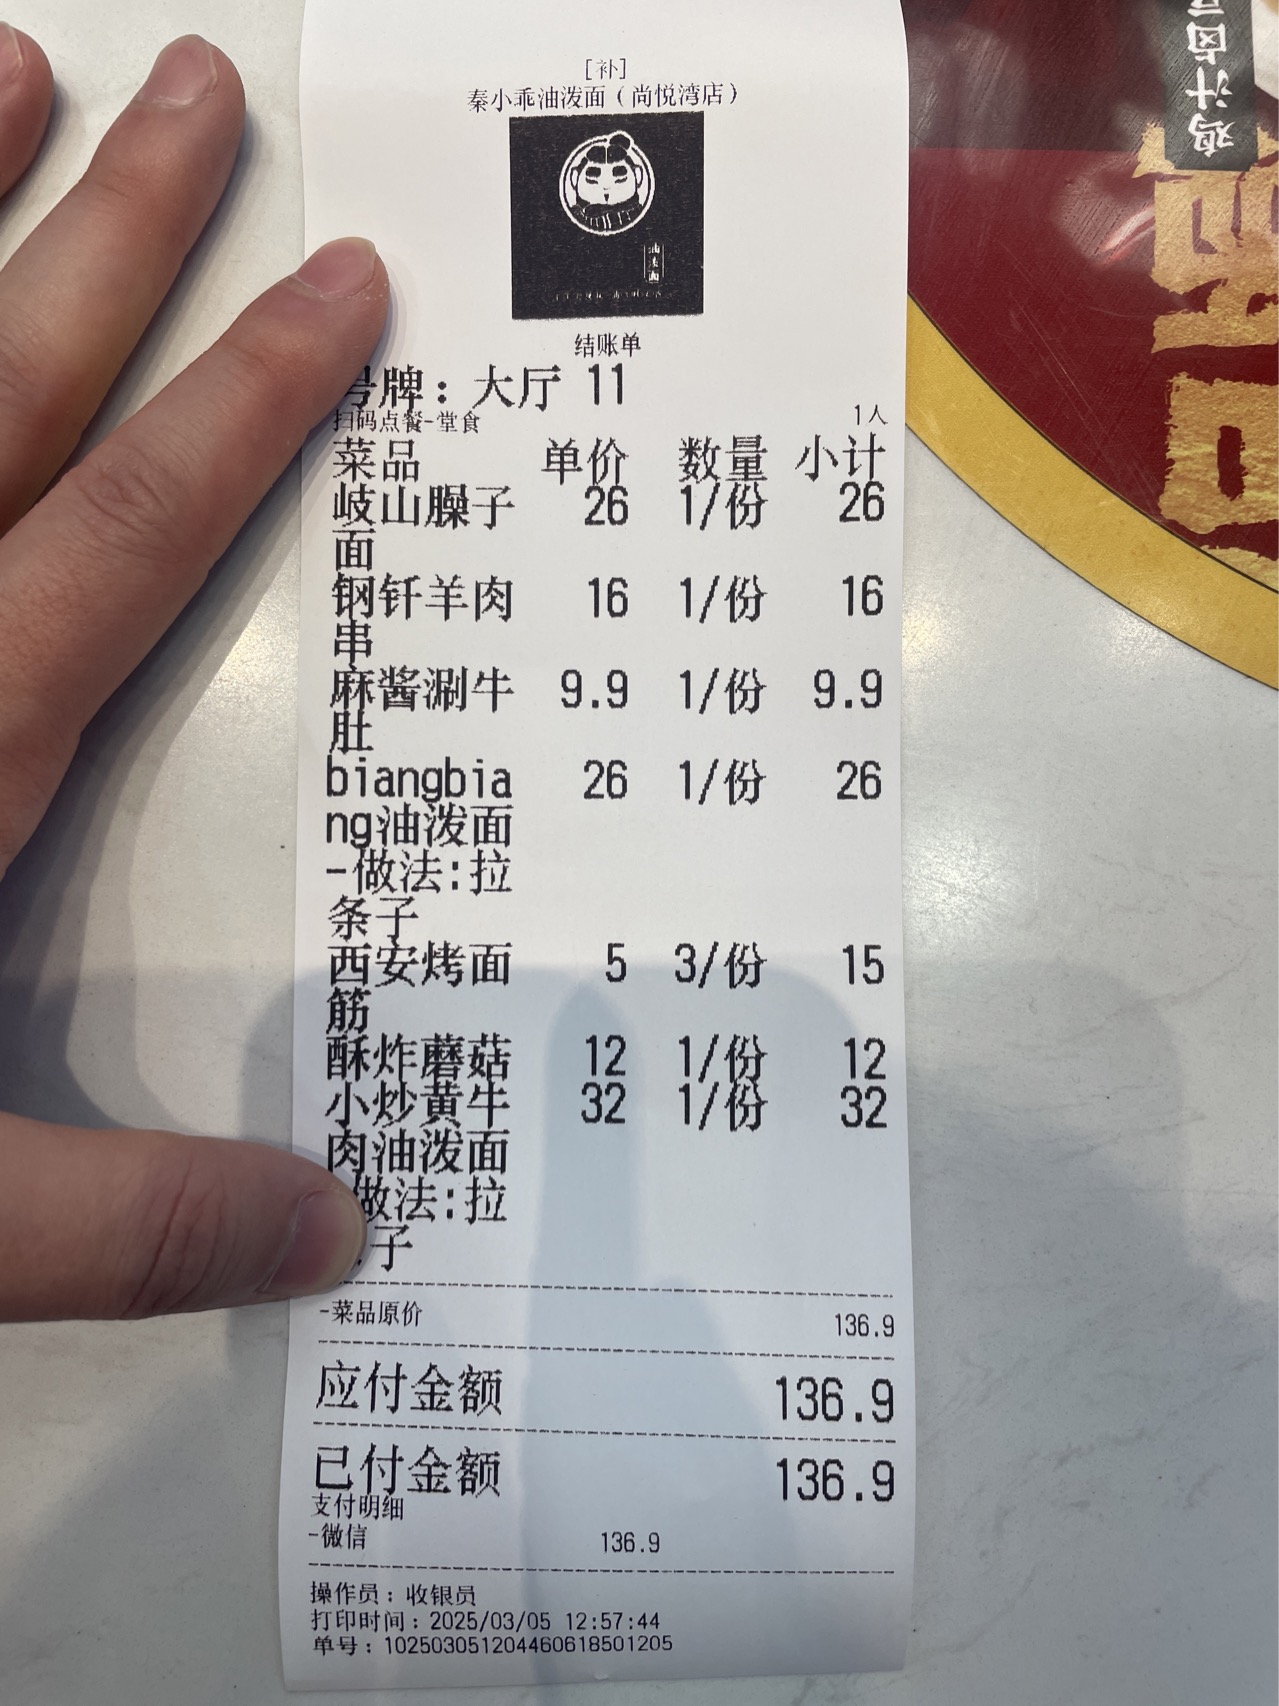 [补]
秦小乖油泼面（尚悦湾店）
油泼面
结账单
号牌：大厅 11
扫码点餐-堂食 1人
菜品 单价 数量 小计
岐山臊子 26 1/份 26
面
钢钎羊肉 16 1/份 16
串
麻酱涮牛 9.9 1/份 9.9
肚
biangbia 26 1/份 26
ng油泼面
-做法:拉
条子
西安烤面 5 3/份 15
筋
酥炸蘑菇 12 1/份 12
小炒黄牛 32 1/份 32
肉油泼面
做法:拉
子
-菜品原价 136.9
应付金额 136.9
已付金额 136.9
支付明细
-微信 136.9
操作员：收银员
打印时间：2025/03/05 12:57:44
单号：102503051204460618501205
鸡汁卤